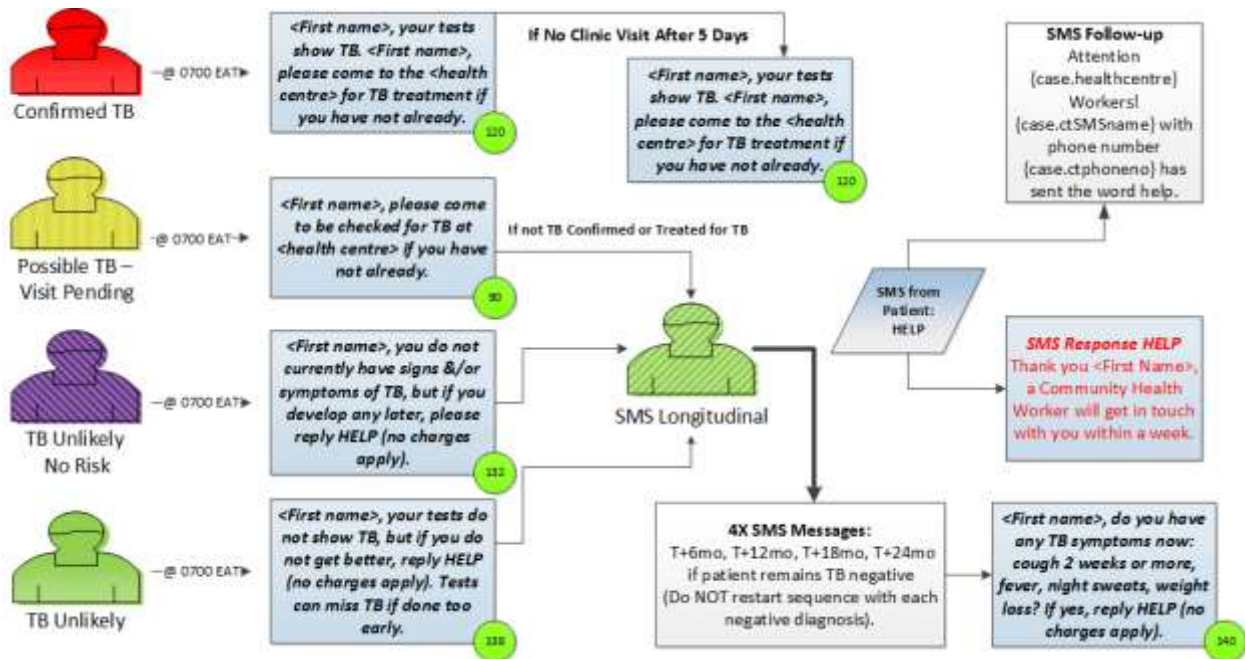 Confirmed TB
@ 0700 EAT
<First name>, your tests
show TB. <First name>,
please come to the <health
centre> for TB treatment if
you have not already.
120
If No Clinic Visit After 5 Days
<First name>, your tests
show TB. <First name>,
please come to the <health
centre> for TB treatment if
you have not already.
120
SMS Follow-up
Attention
{case.healthcentre}
Workers!
{case.ctSMSname} with
phone number
{case.ctphoneno} has
sent the word help.
Possible TB –
Visit Pending
@ 0700 EAT
<First name>, please come
to be checked for TB at
<health centre> if you have
not already.
90
If not TB Confirmed or Treated for TB
SMS from
Patient:
HELP
TB Unlikely
No Risk
@ 0700 EAT
<First name>, you do not
currently have signs &/or
symptoms of TB, but if you
develop any later, please
reply HELP (no charges
apply).
132
SMS Longitudinal
SMS Response HELP
Thank you <First Name>,
a Community Health
Worker will get in touch
with you within a week.
TB Unlikely
@ 0700 EAT
<First name>, your tests do
not show TB, but if you do
not get better, reply HELP
(no charges apply). Tests
can miss TB if done too
early.
138
4X SMS Messages:
T+6mo, T+12mo, T+18mo, T+24mo
if patient remains TB negative
(Do NOT restart sequence with each
negative diagnosis).
<First name>, do you have
any TB symptoms now:
cough 2 weeks or more,
fever, night sweats, weight
loss? If yes, reply HELP (no
charges apply).
140